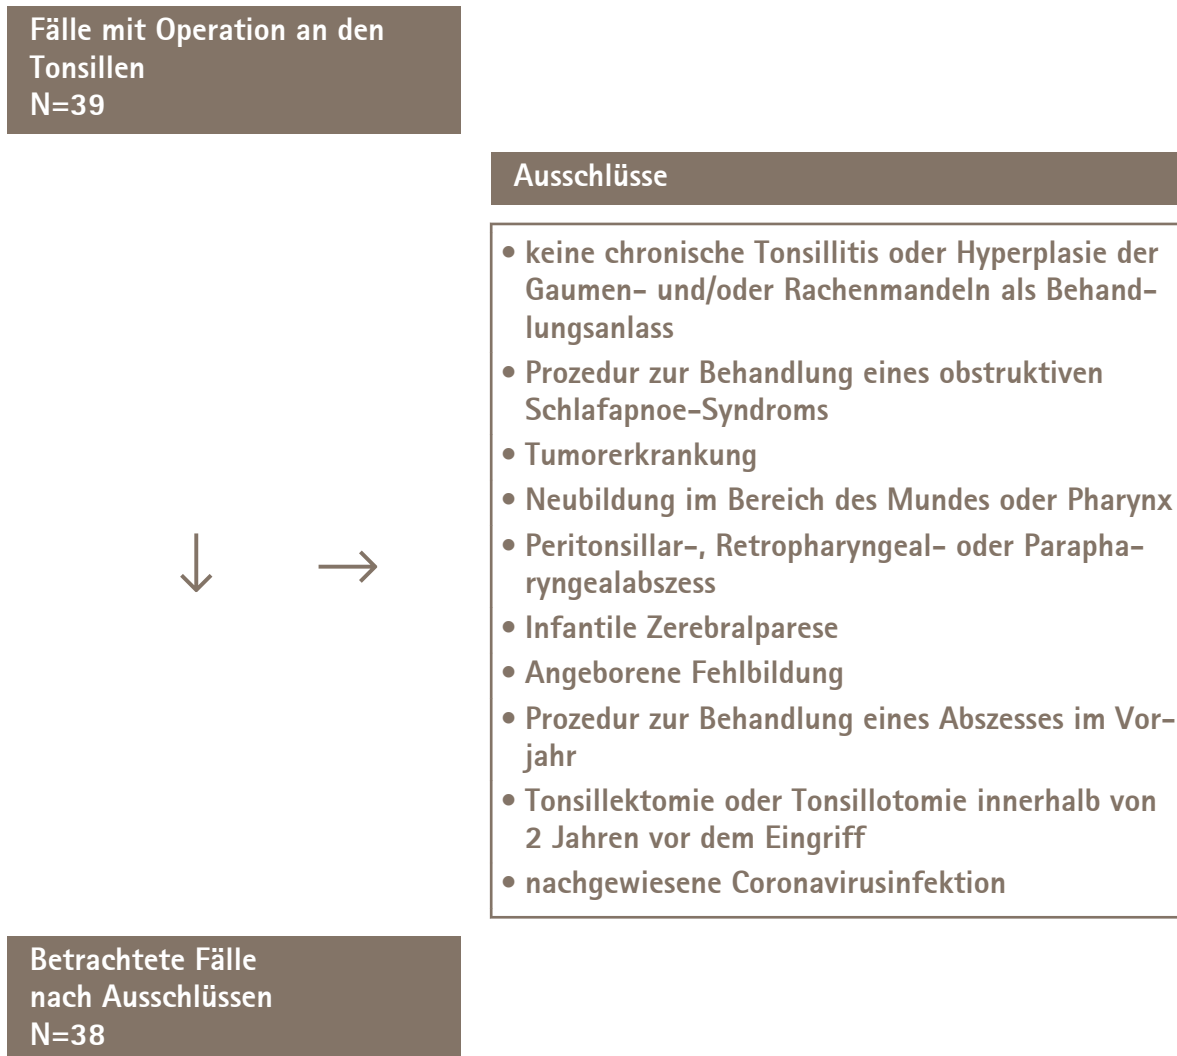 Fälle mit Operation an den
Tonsillen
N=39
Ausschlüsse
• keine chronische Tonsillitis oder Hyperplasie der
Gaumen- und/oder Rachenmandeln als Behand-
lungsanlass
• Prozedur zur Behandlung eines obstruktiven
Schlafapnoe-Syndroms
• Tumorerkrankung
• Neubildung im Bereich des Mundes oder Pharynx
• Peritonsillar-, Retropharyngeal- oder Parapha-
ryngealabszess
• Infantile Zerebralparese
• Angeborene Fehlbildung
• Prozedur zur Behandlung eines Abszesses im Vor-
jahr
• Tonsillektomie oder Tonsillotomie innerhalb von
2 Jahren vor dem Eingriff
• nachgewiesene Coronavirusinfektion
Betrachtete Fälle
nach Ausschlüssen
N=38